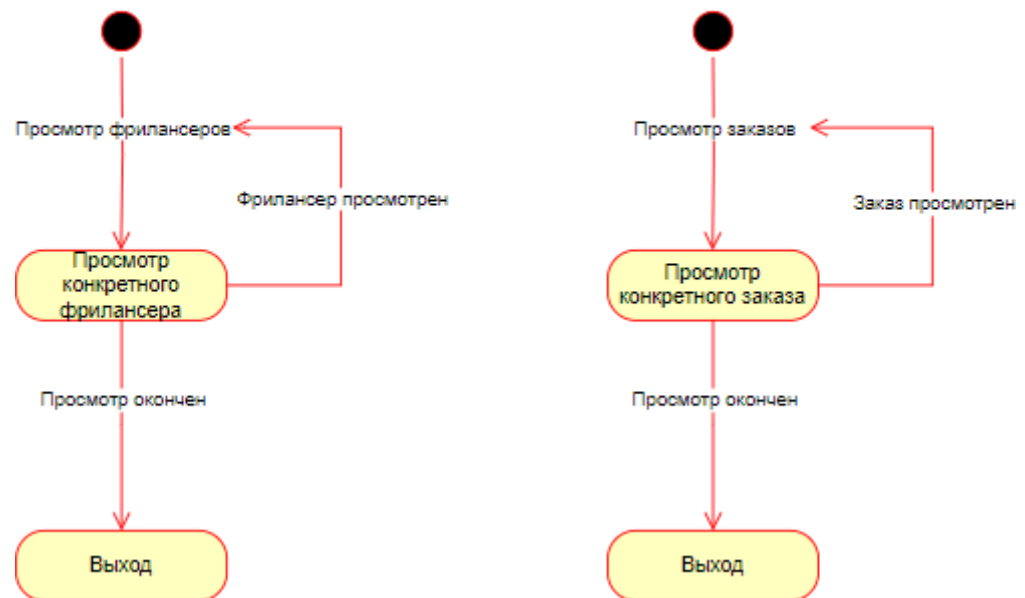 Просмотр фрилансеров
Фрилансер просмотрен
Просмотр
конкретного
фрилансера
Просмотр окончен
Выход
Просмотр заказов
Заказ просмотрен
Просмотр
конкретного заказа
Просмотр окончен
Выход